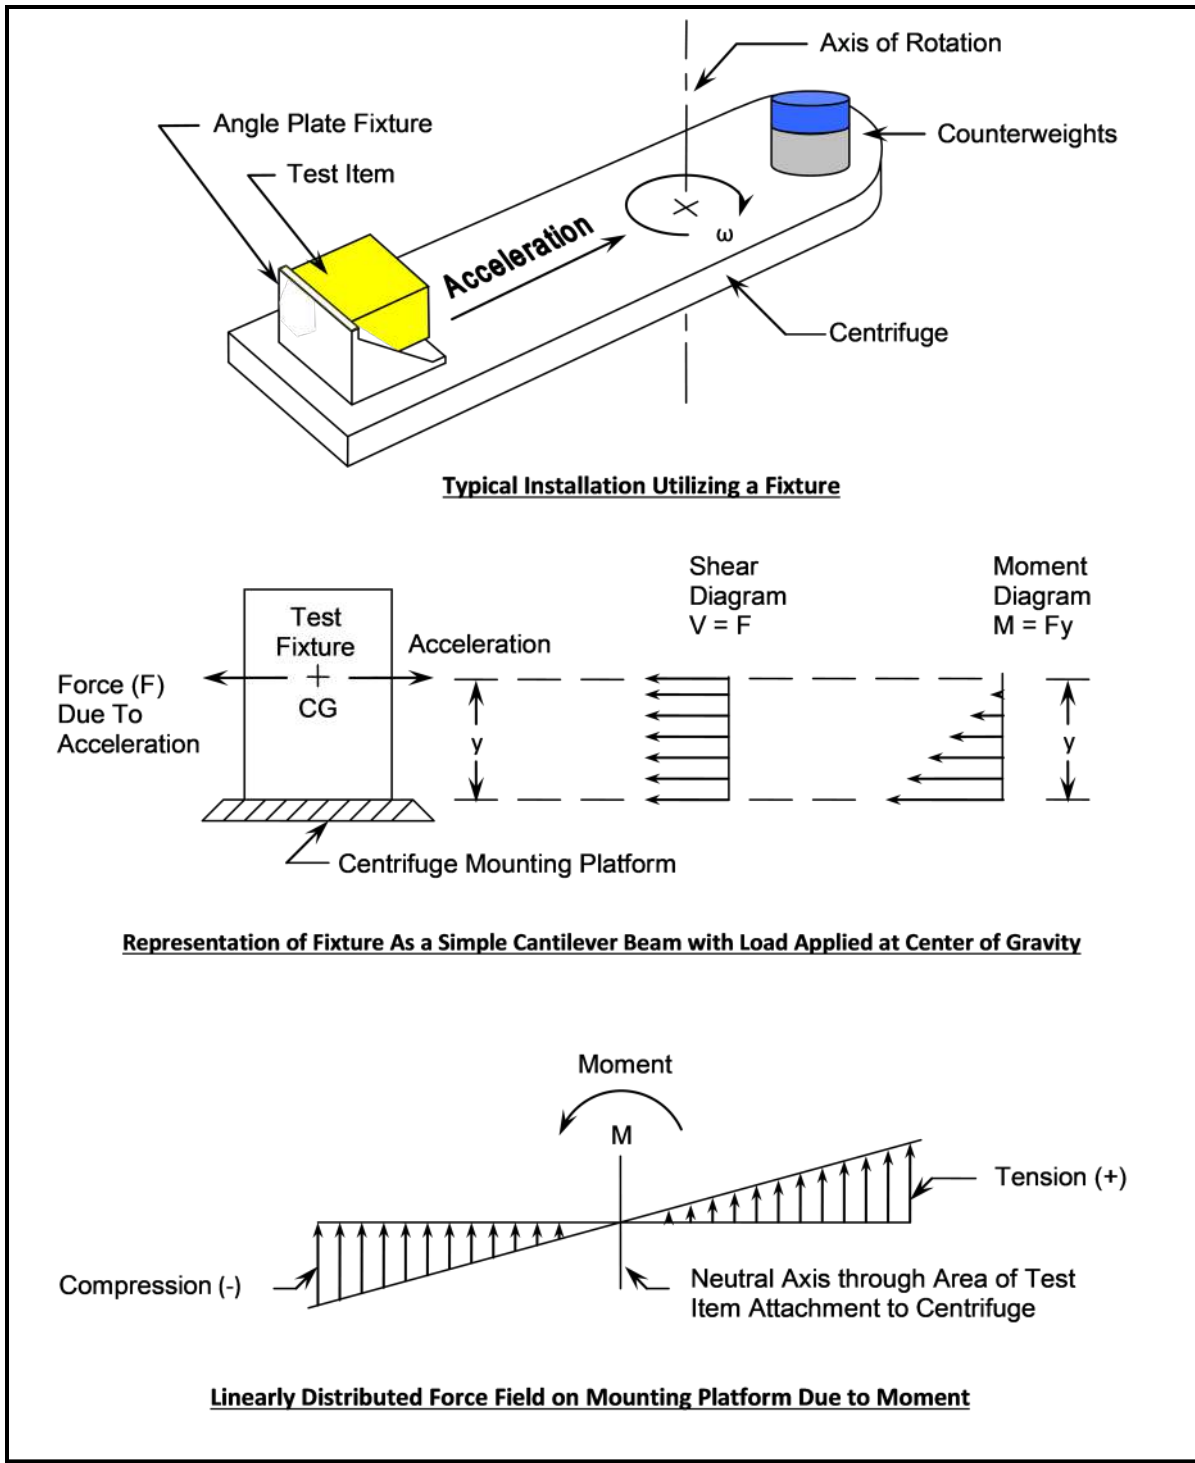 Axis of Rotation
Angle Plate Fixture
Counterweights
Test Item
Acceleration
ω
Centrifuge
Typical Installation Utilizing a Fixture
Shear
Diagram
V = F
Moment
Diagram
M = Fy
Test
Fixture
Acceleration
Force (F)
Due To
Acceleration
CG
y
y
Centrifuge Mounting Platform
Representation of Fixture As a Simple Cantilever Beam with Load Applied at Center of Gravity
Moment
M
Tension (+)
Compression (-)
Neutral Axis through Area of Test
Item Attachment to Centrifuge
Linearly Distributed Force Field on Mounting Platform Due to Moment